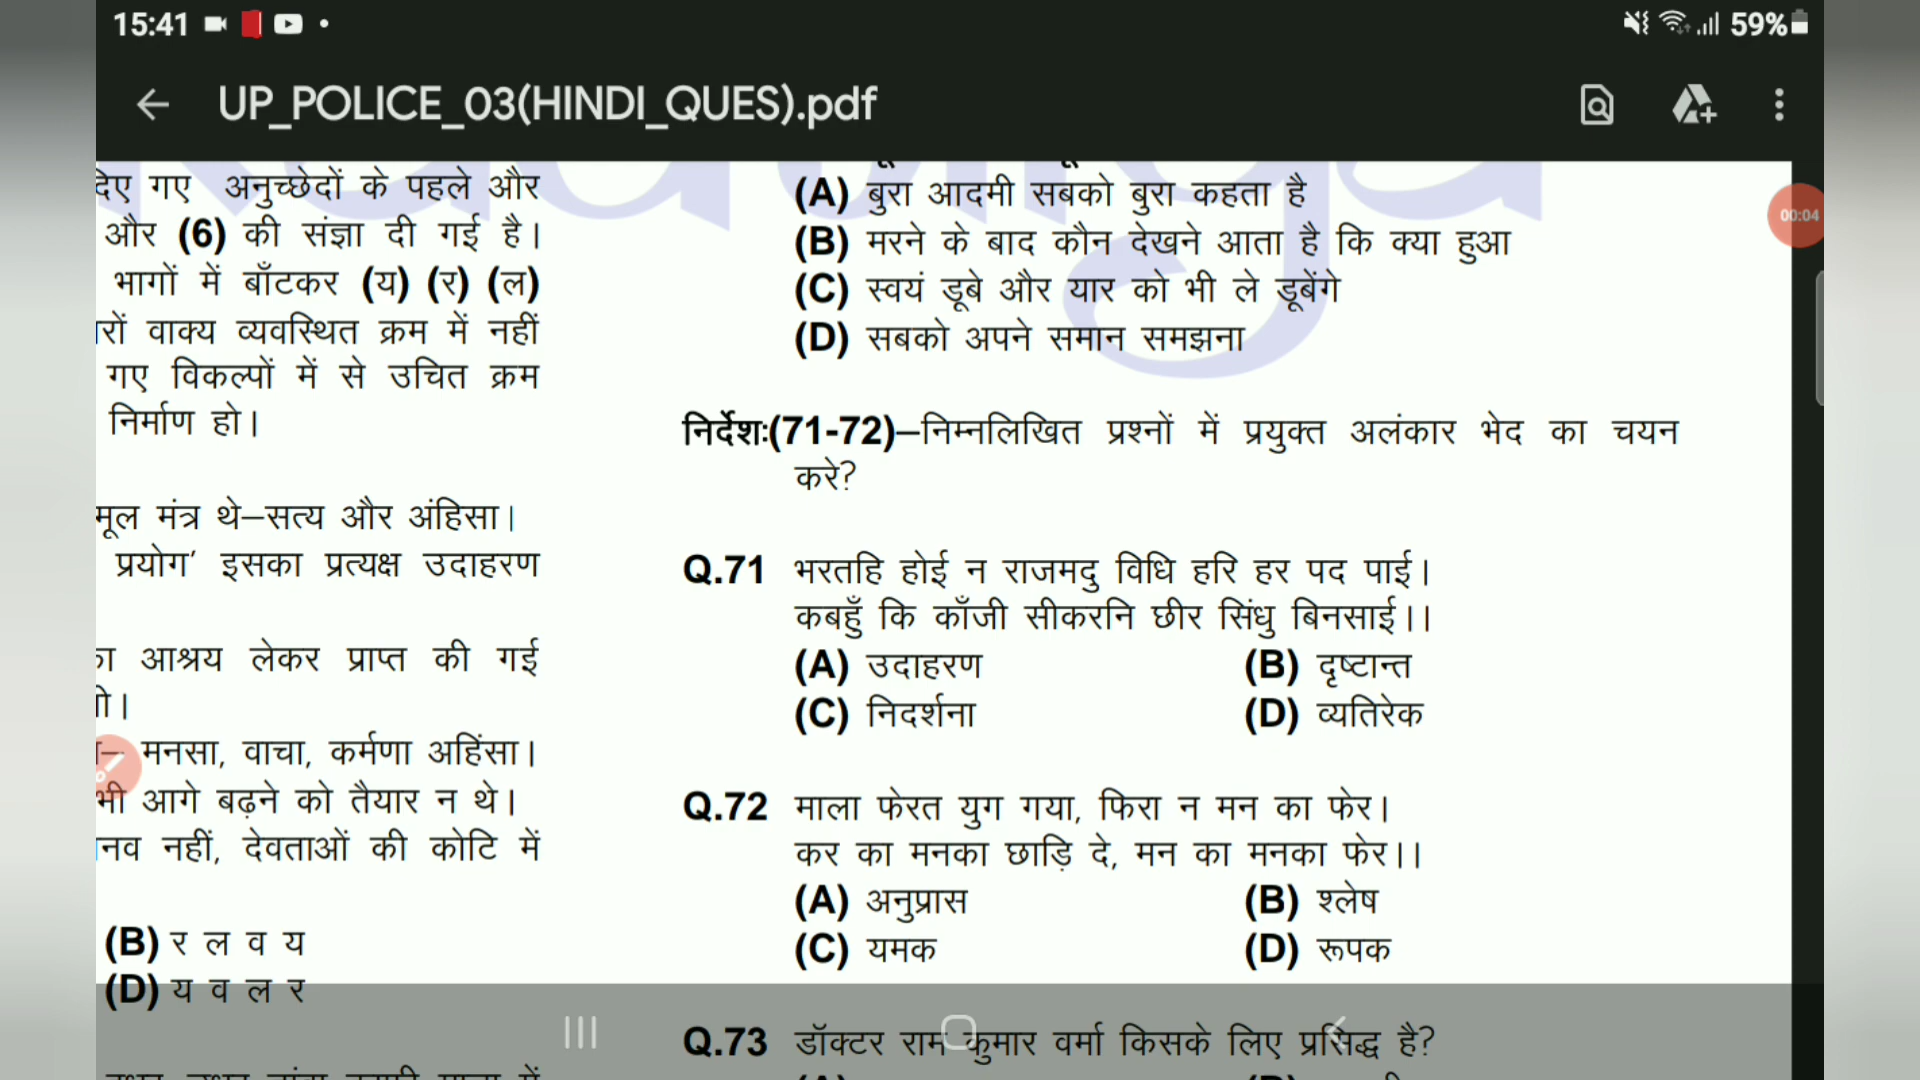 15:41
59%
UP_POLICE_03(HINDI_QUES).pdf
00:04
दिए गए अनुच्छेदों के पहले और
और (6) की संज्ञा दी गई है।
भागों में बाँटकर (य) (र) (ल)
वाक्य व्यवस्थित क्रम में नहीं
गए विकल्पों में से उचित क्रम
निर्माण हो।
मूल मंत्र थे–सत्य और अंहिसा।
प्रयोग’ इसका प्रत्यक्ष उदाहरण
आश्रय लेकर प्राप्त की गई
मनसा, वाचा, कर्मणा अहिंसा।
भी आगे बढ़ने को तैयार न थे।
नहीं, देवताओं की कोटि में
(B) र ल व य
(D) य व ल र
(A) बुरा आदमी सबको बुरा कहता है
(B) मरने के बाद कौन देखने आता है कि क्या हुआ
(C) स्वयं डूबे और यार को भी ले डूबेंगे
(D) सबको अपने समान समझना
निर्देशः(71-72)–निम्नलिखित प्रश्नों में प्रयुक्त अलंकार भेद का चयन
करे?
Q.71 भरतहि होई न राजमदु विधि हरि हर पद पाई।
कबहुँ कि काँजी सीकरनि छीर सिंधु बिनसाई।।
(A) उदाहरण (B) दृष्टान्त
(C) निदर्शना (D) व्यतिरेक
Q.72 माला फेरत युग गया, फिरा न मन का फेर।
कर का मनका छाड़ि दे, मन का मनका फेर।।
(A) अनुप्रास (B) श्लेष
(C) यमक (D) रूपक
Q.73 डॉक्टर राम कुमार वर्मा किसके लिए प्रसिद्ध है?